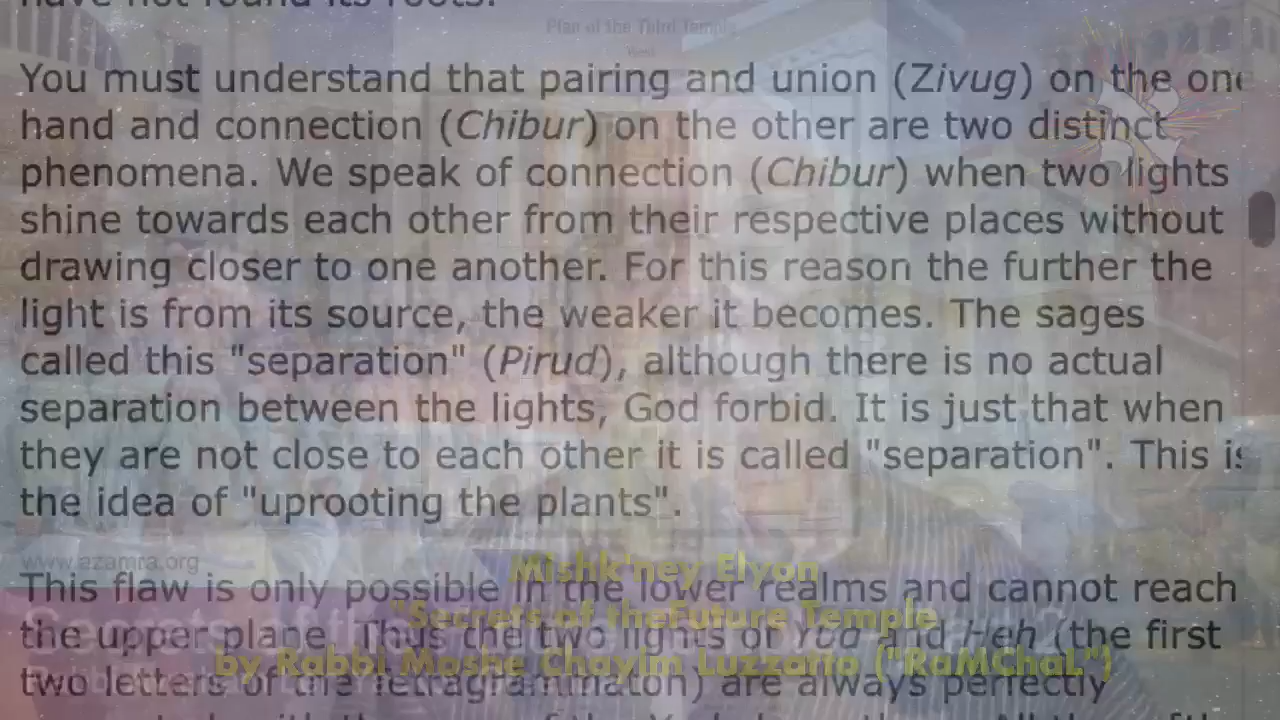 have not found its roots.
Plan of the Third Temple
West
You must understand that pairing and union (Zivug) on the one
hand and connection (Chibur) on the other are two distinct
phenomena. We speak of connection (Chibur) when two lights
shine towards each other from their respective places without
drawing closer to one another. For this reason the further the
light is from its source, the weaker it becomes. The sages
called this "separation" (Pirud), although there is no actual
separation between the lights, God forbid. It is just that when
they are not close to each other it is called "separation". This is
the idea of "uprooting the plants".
www.azamra.org
This flaw is only possible in the lower realms and cannot reach
the upper plane. Thus the two lights of Yud and Heh (the first
two letters of the Tetragrammaton) are always perfectly
Mishk'ney Elyon
"Secrets of theFuture Temple
by Rabbi Moshe Chayim Luzzatto ("RaMChaL")
Secrets of the